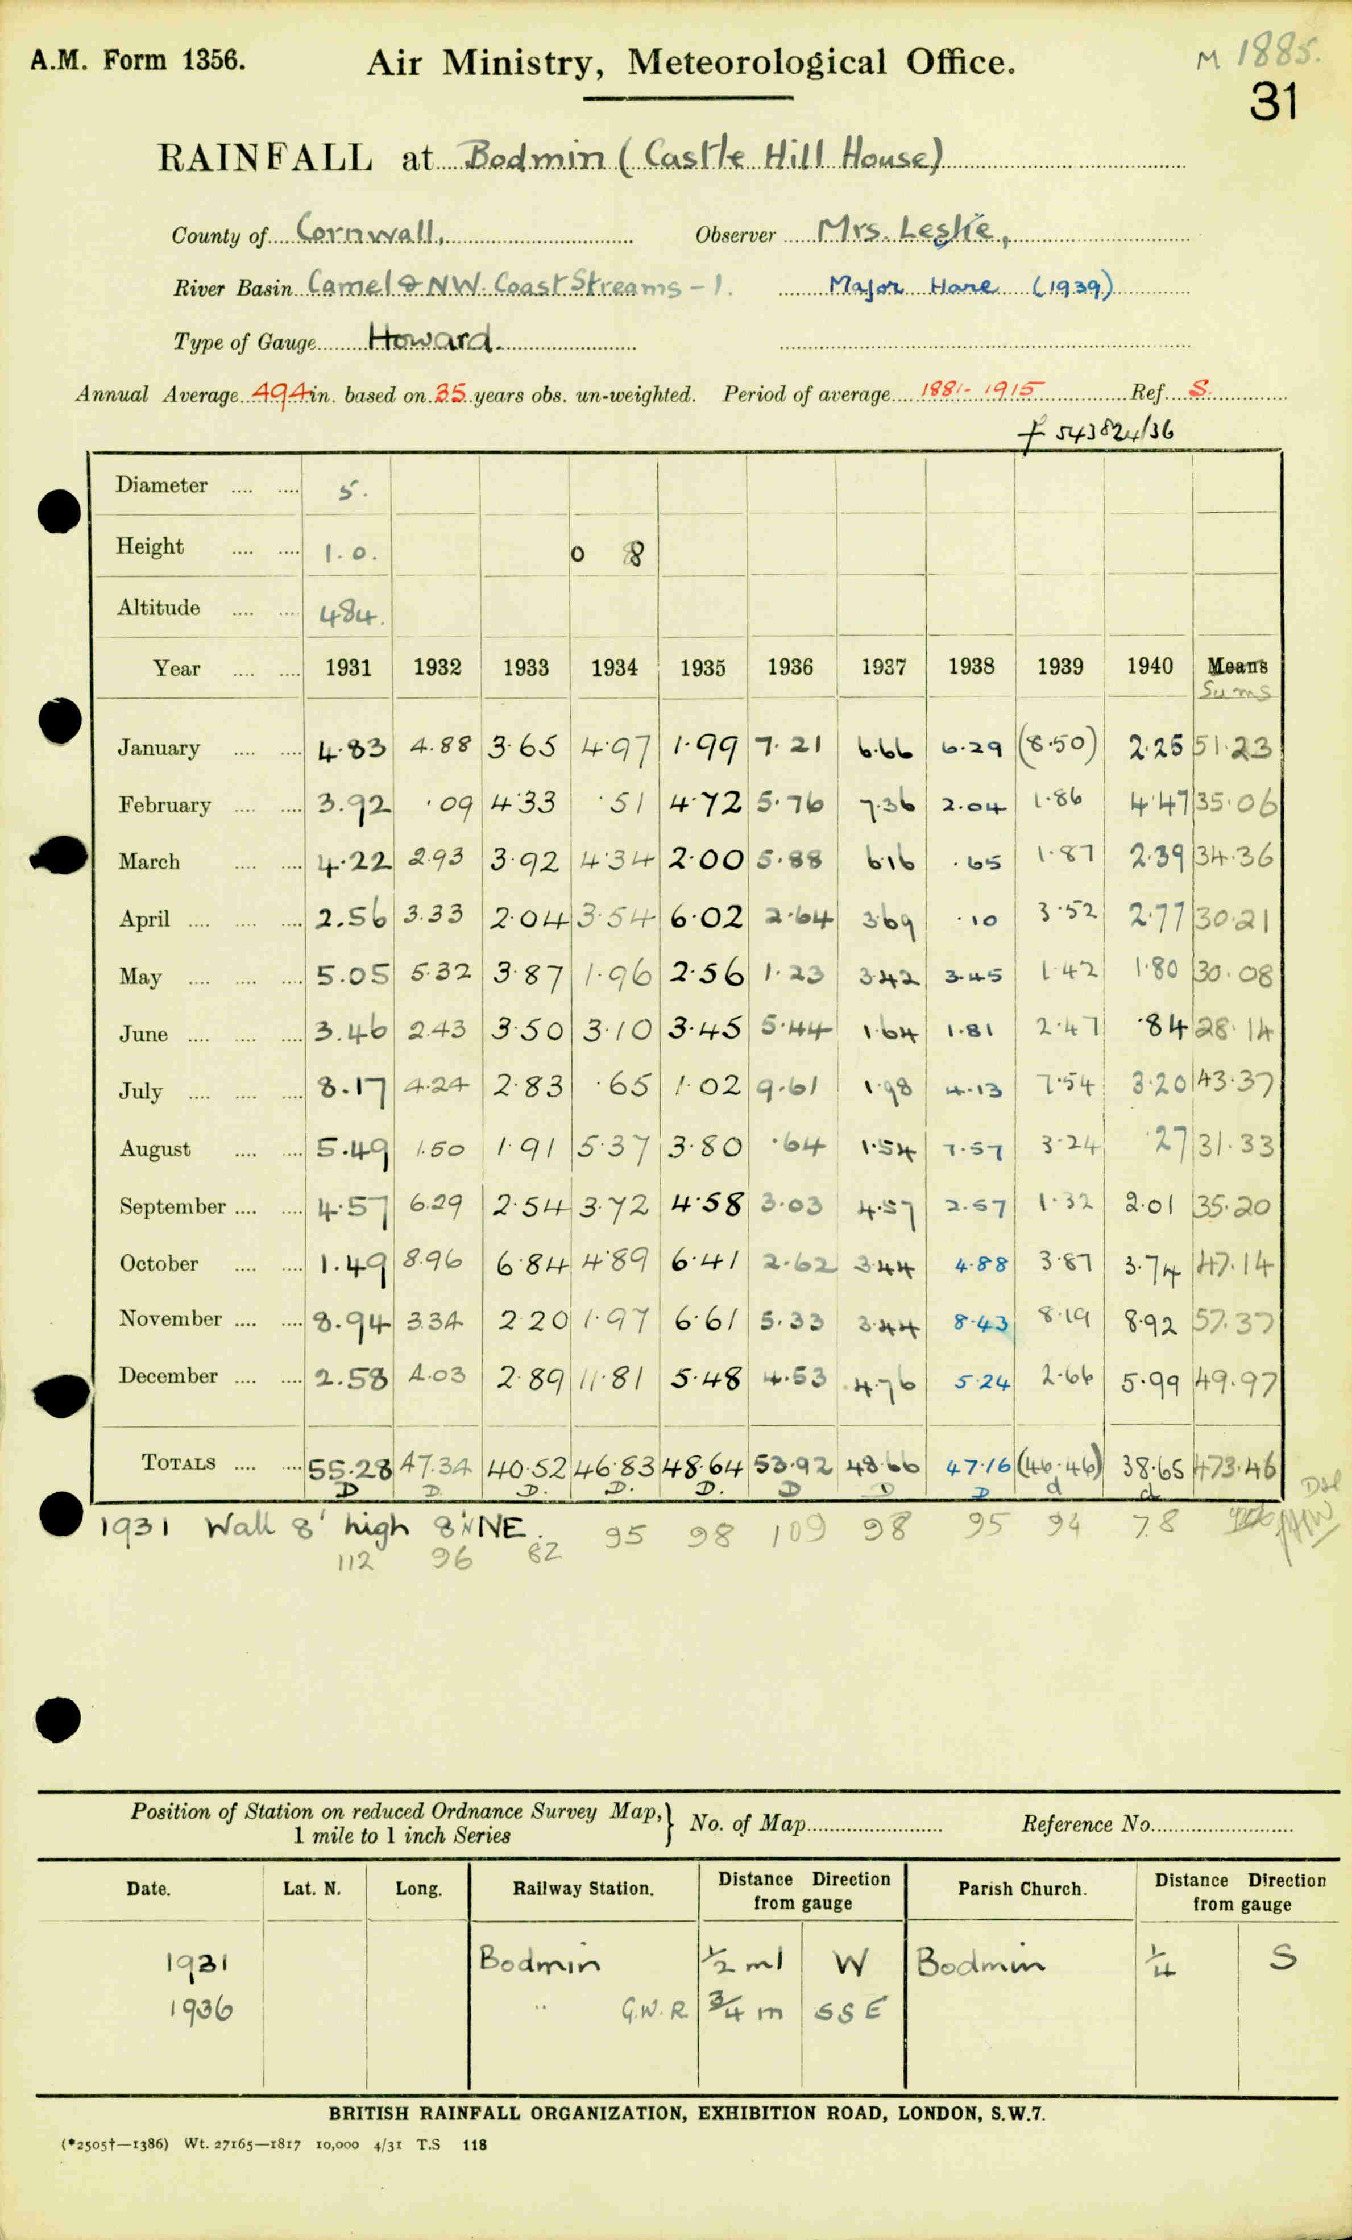 A.M. Form 1356. Air Ministry, Meteorological Office. M 1885.
31
RAINFALL at Bodmin (Castle Hill House)
County of Cornwall, Observer Mrs. Leslie,
River Basin Camel & NW. Coast Streams - 1. Major Hare (1939)
Type of Gauge Howard
Annual Average 49.4 in. based on 35 years obs. un-weighted. Period of average 1881-1915 Ref. S.
f 543824/36
Diameter .... .... 5.
Height .... .... 1.0. 0 8
Altitude .... .... 484.
Year .... .... 1931 1932 1933 1934 1935 1936 1937 1938 1939 1940 Means
Sums
January .... .... 4.83 4.88 3.65 4.97 1.99 7.21 6.66 6.29 (8.50) 2.25 51.23
February .... .... 3.92 .09 4.33 .51 4.72 5.76 7.36 2.04 1.86 4.47 35.06
March .... .... 4.22 2.93 3.92 4.34 2.00 5.88 6.16 .65 1.87 2.39 34.36
April .... .... .... 2.56 3.33 2.04 3.54 6.02 2.64 3.69 .10 3.52 2.77 30.21
May .... .... .... 5.05 5.32 3.87 1.96 2.56 1.23 3.42 3.45 1.42 1.80 30.08
June .... .... .... 3.46 2.43 3.50 3.10 3.45 5.44 1.64 1.81 2.47 .84 28.14
July .... .... .... 8.17 4.24 2.83 .65 1.02 9.61 1.98 4.13 7.54 3.20 43.37
August .... .... 5.49 1.50 1.91 5.37 3.80 .64 1.54 7.57 3.24 .27 31.33
September .... .... 4.57 6.29 2.54 3.72 4.58 3.03 4.57 2.57 1.32 2.01 35.20
October .... .... 1.49 8.96 6.84 4.89 6.41 2.62 3.44 4.88 3.87 3.74 47.14
November .... .... 8.94 3.34 2.20 1.97 6.61 5.33 3.44 8.43 8.19 8.92 57.37
December .... .... 2.58 4.03 2.89 11.81 5.48 4.53 4.76 5.24 2.66 5.99 49.97
TOTALS .... .... 55.28 47.34 40.52 46.83 48.64 53.92 48.66 47.16 (46.46) 38.65 473.46
D D D. D. D. D D D d d
1931 Wall 8' high 8' NNE. 95 98 109 98 95 94 78
112 96 82
Position of Station on reduced Ordnance Survey Map, } No. of Map Reference No.
1 mile to 1 inch Series
Date. Lat. N. Long. Railway Station. Distance Direction from gauge Parish Church. Distance Direction from gauge
1931 Bodmin ½ ml W Bodmin ¼ S
1936 " G.W.R ¾ m SSE
BRITISH RAINFALL ORGANIZATION, EXHIBITION ROAD, LONDON, S.W.7.
(*2505†—1386) Wt. 27165—1817 10,000 4/31 T.S 118